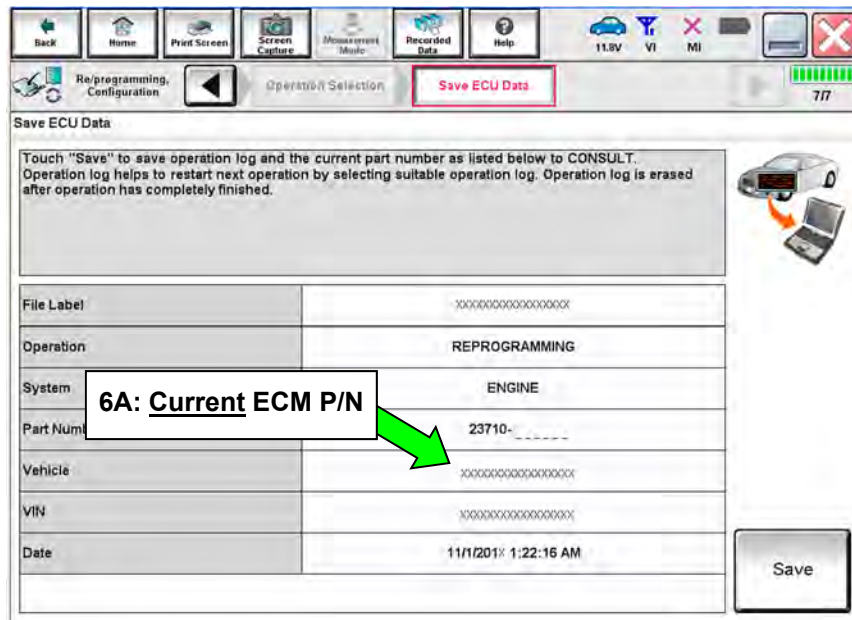 Back
Home
Print Screen
Screen Capture
Measurement Mode
Recorded Data
Help
11.8V
VI
MI
Re/programming, Configuration
Operation Selection
Save ECU Data
7/7
Save ECU Data
Touch "Save" to save operation log and the current part number as listed below to CONSULT.
Operation log helps to restart next operation by selecting suitable operation log. Operation log is erased
after operation has completely finished.
File Label
XXXXXXXXXXXXXXXXX
Operation
REPROGRAMMING
System
ENGINE
6A: Current ECM P/N
Part Numb
23710-______
Vehicle
XXXXXXXXXXXXXXXXX
VIN
XXXXXXXXXXXXXXXXX
Date
11/1/201X 1:22:16 AM
Save